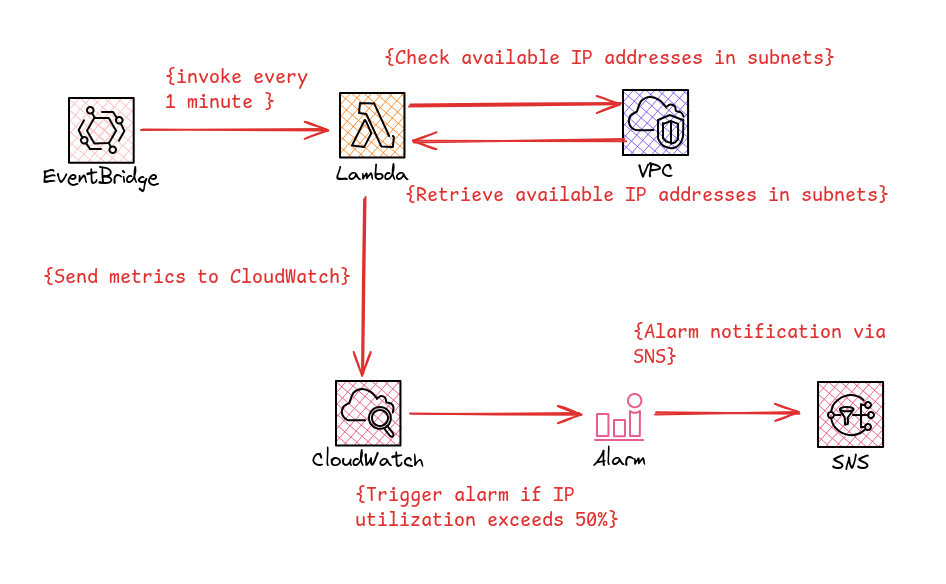 {Check available IP addresses in subnets}
{invoke every
1 minute }
EventBridge
Lambda
VPC
{Retrieve available IP addresses in subnets}
{Send metrics to CloudWatch}
{Alarm notification via
SNS}
CloudWatch
Alarm
SNS
{Trigger alarm if IP
utilization exceeds 50%}